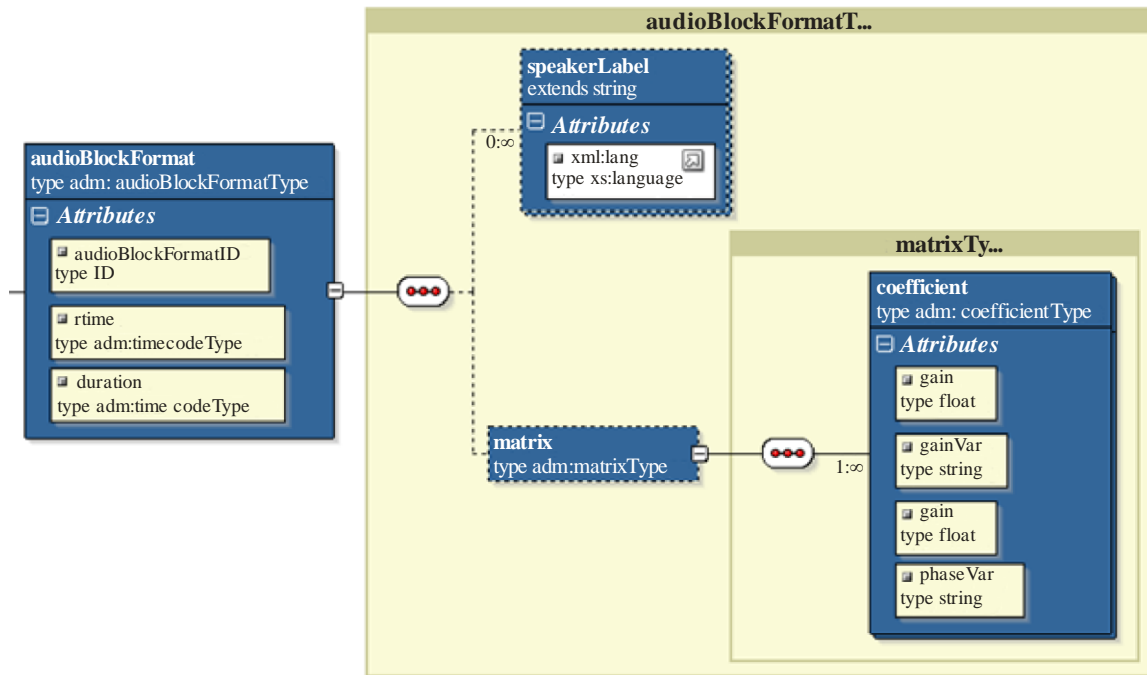 audioBlockFormatT...
speakerLabel
extends string
Attributes
xml:lang
type xs:language
0:∞
audioBlockFormat
type adm: audioBlockFormatType
Attributes
audioBlockFormatID
type ID
rtime
type adm:timecodeType
duration
type adm:time codeType
matrix
type adm:matrixType
matrixTy...
1:∞
coefficient
type adm: coefficientType
Attributes
gain
type float
gainVar
type string
gain
type float
phaseVar
type string